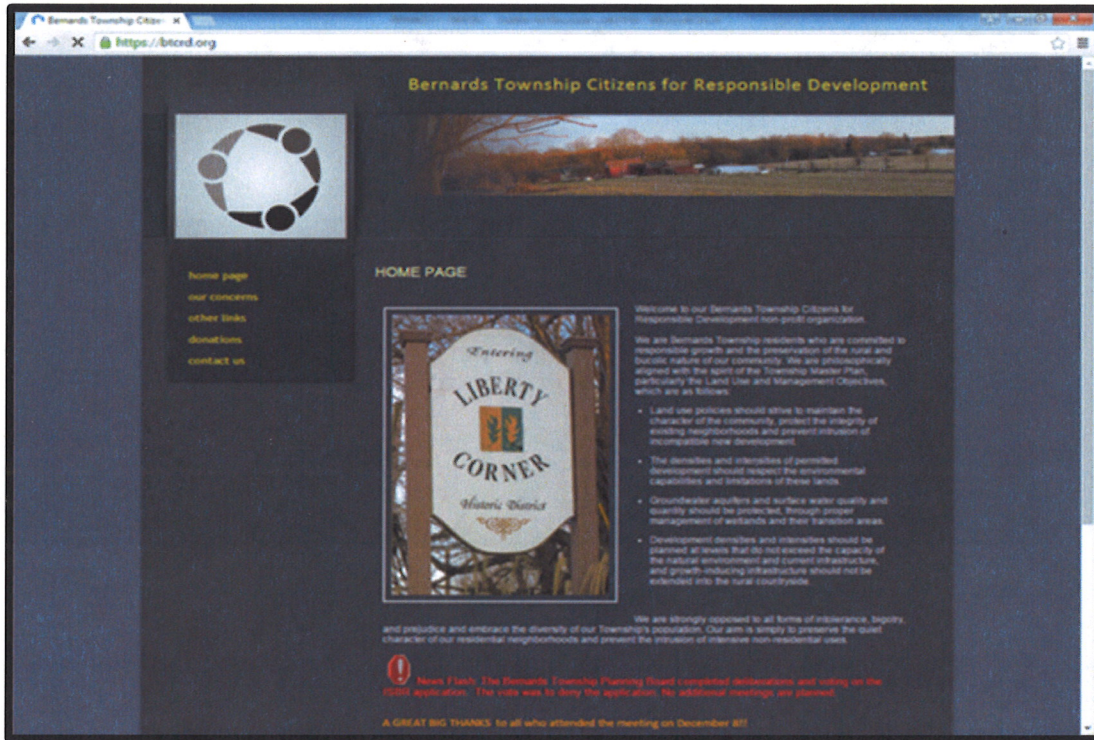 Bernards Township Citizen
https://btcrd.org
Bernards Township Citizens for Responsible Development
home page
our concerns
other links
donations
contact us
HOME PAGE
Entering
LIBERTY
CORNER
Historic District
Welcome to our Bernards Township Citizens for
Responsible Development non-profit organization.
We are Bernards Township residents who are committed to
responsible growth and the preservation of the rural and
bucolic nature of our community. We are philosophically
aligned with the spirit of the Township Master Plan,
particularly the Land Use and Management Objectives,
which are as follows:
• Land use policies should strive to maintain the
character of the community, protect the integrity of
existing neighborhoods and prevent intrusion of
incompatible new development.
• The densities and intensities of permitted
development should respect the environmental
capabilities and limitations of these lands.
• Groundwater aquifers and surface water quality and
quantity should be protected, through proper
management of wetlands and their transition areas.
• Development densities and intensities should be
planned at levels that do not exceed the capacity of
the natural environment and current infrastructure,
and growth-inducing infrastructure should not be
extended into the rural countryside.
We are strongly opposed to all forms of intolerance, bigotry,
and prejudice and embrace the diversity of our Township's population. Our aim is simply to preserve the quiet
character of our residential neighborhoods and prevent the intrusion of intensive non-residential uses.
News Flash: The Bernards Township Planning Board completed deliberations and voting on the
ISBR application. The vote was to deny the application. No additional meetings are planned.
A GREAT BIG THANKS to all who attended the meeting on December 8!!!